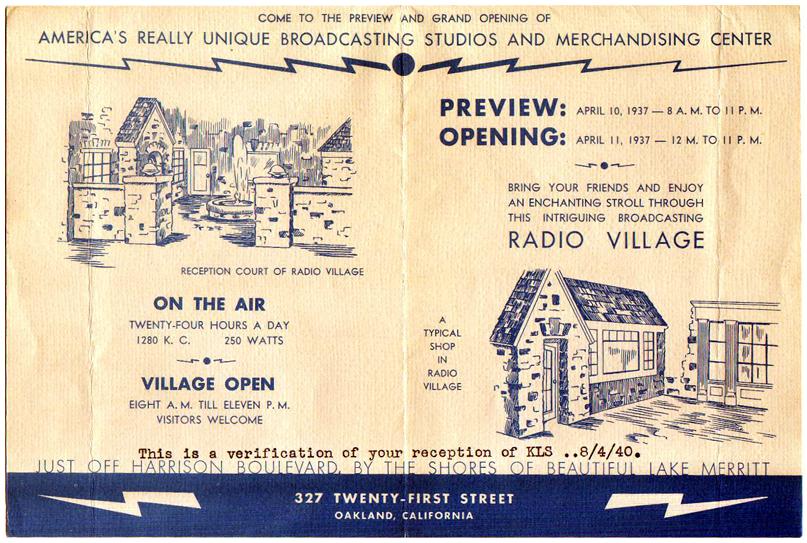 COME TO THE PREVIEW AND GRAND OPENING OF
AMERICA'S REALLY UNIQUE BROADCASTING STUDIOS AND MERCHANDISING CENTER
RECEPTION COURT OF RADIO VILLAGE
ON THE AIR
TWENTY-FOUR HOURS A DAY
1280 K. C. 250 WATTS
VILLAGE OPEN
EIGHT A. M. TILL ELEVEN P. M.
VISITORS WELCOME
PREVIEW: APRIL 10, 1937 — 8 A. M. TO 11 P. M.
OPENING: APRIL 11, 1937 — 12 M. TO 11 P. M.
BRING YOUR FRIENDS AND ENJOY
AN ENCHANTING STROLL THROUGH
THIS INTRIGUING BROADCASTING
RADIO VILLAGE
A
TYPICAL
SHOP
IN
RADIO
VILLAGE
This is a verification of your reception of KLS ..8/4/40.
JUST OFF HARRISON BOULEVARD, BY THE SHORES OF BEAUTIFUL LAKE MERRITT
327 TWENTY-FIRST STREET
OAKLAND, CALIFORNIA